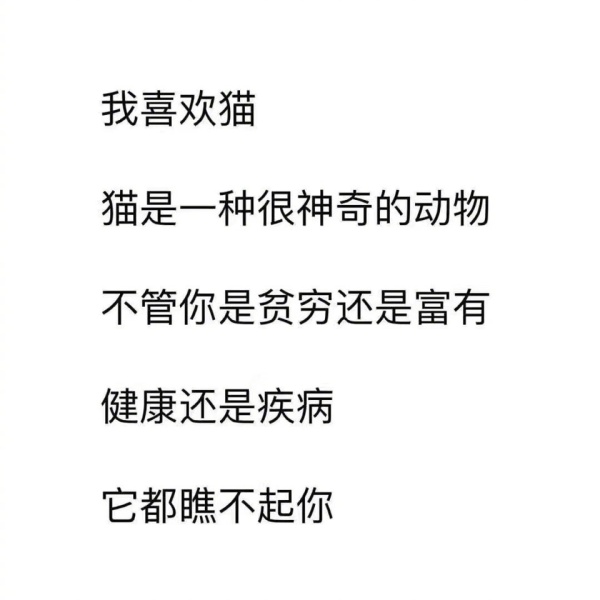 我喜欢猫
猫是一种很神奇的动物
不管你是贫穷还是富有
健康还是疾病
它都瞧不起你